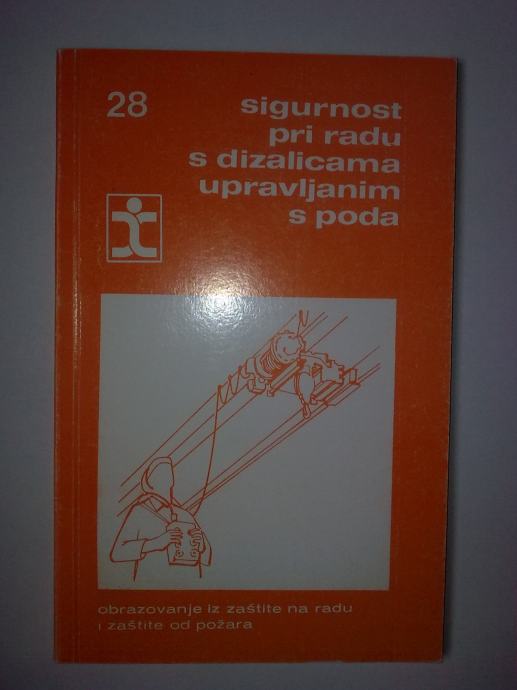 28
sigurnost
pri radu
s dizalicama
upravljanim
s poda
obrazovanje iz zaštite na radu
i zaštite od požara